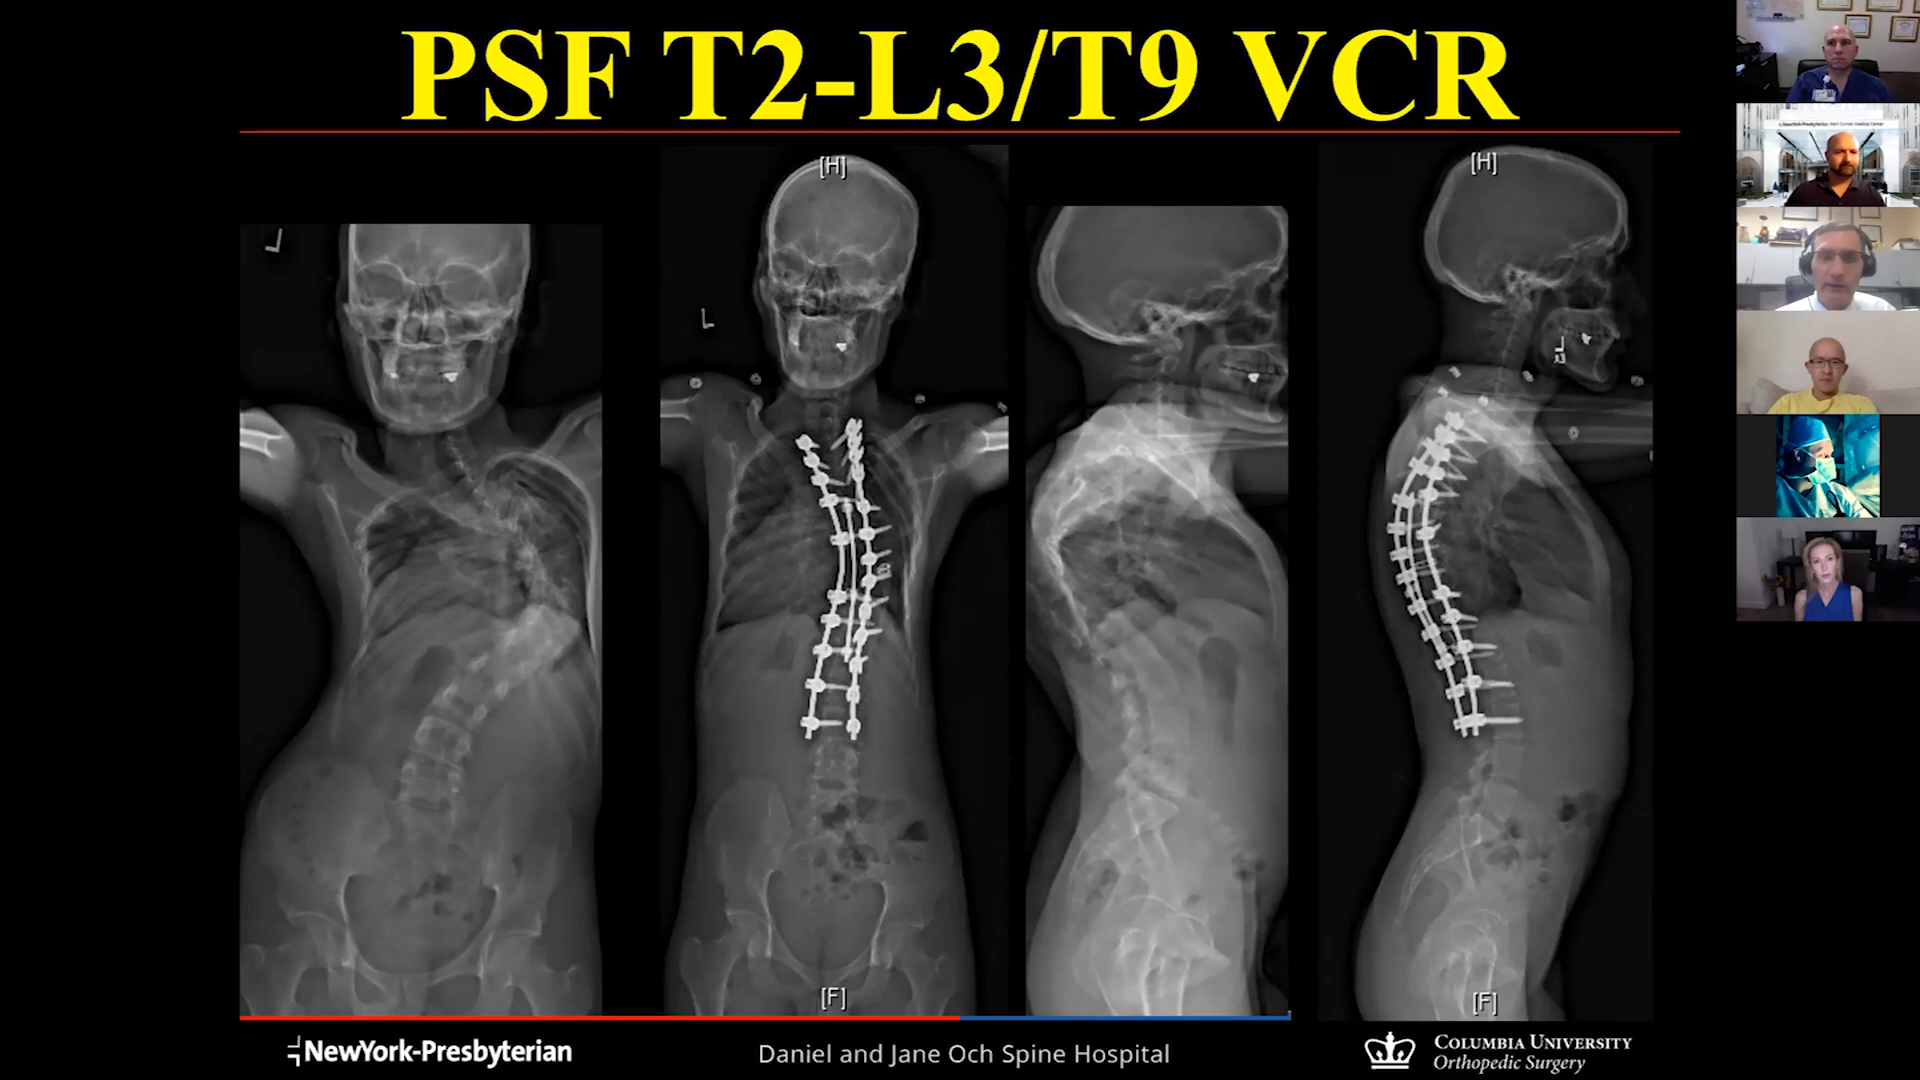 PSF T2-L3/T9 VCR
[H]
[H]
L
L
L
[F]
[F]
NewYork-Presbyterian
Daniel and Jane Och Spine Hospital
COLUMBIA UNIVERSITY
Orthopedic Surgery